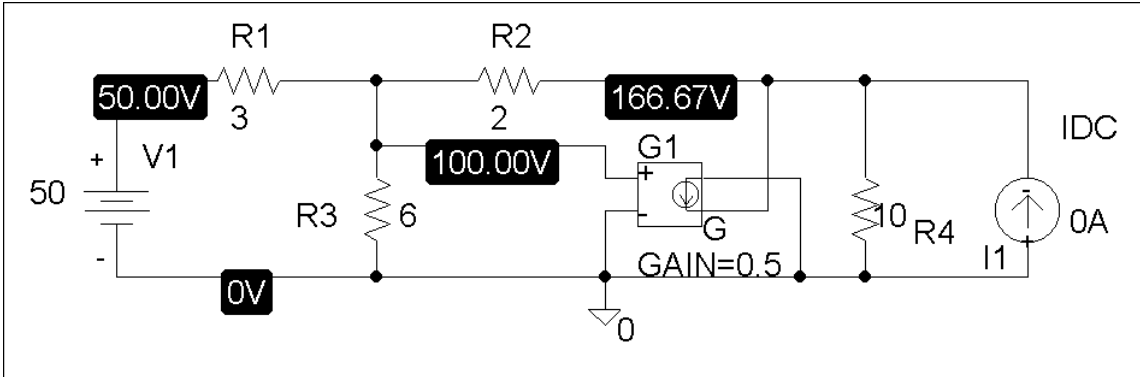 R1
R2
50.00V
166.67V
3
2
IDC
+
V1
100.00V
G1
50
R3
6
+
-
10
-
0A
R4
G
-
GAIN=0.5
I1
+
0V
0